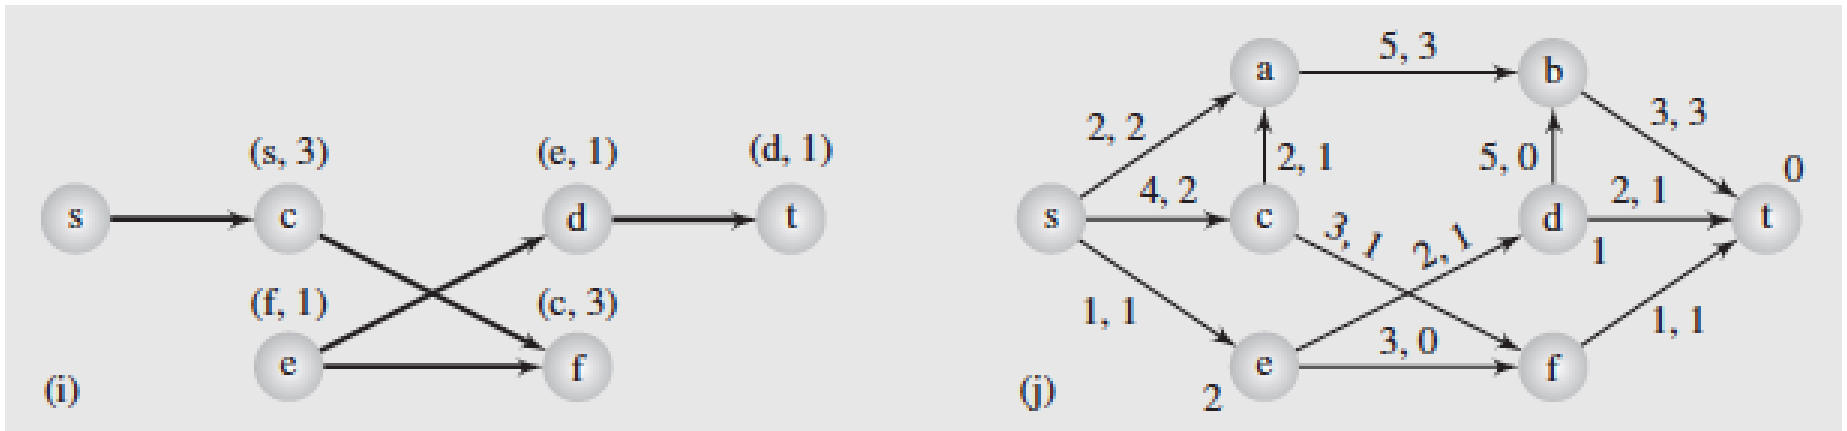 (s, 3)
(e, 1)
(d, 1)
s
c
d
t
(f, 1)
(c, 3)
e
f
(i)
5, 3
a
b
2, 2
3, 3
2, 1
5, 0
0
4, 2
2, 1
s
c
d
t
3, 1
2, 1
1
1, 1
3, 0
1, 1
e
f
2
(j)